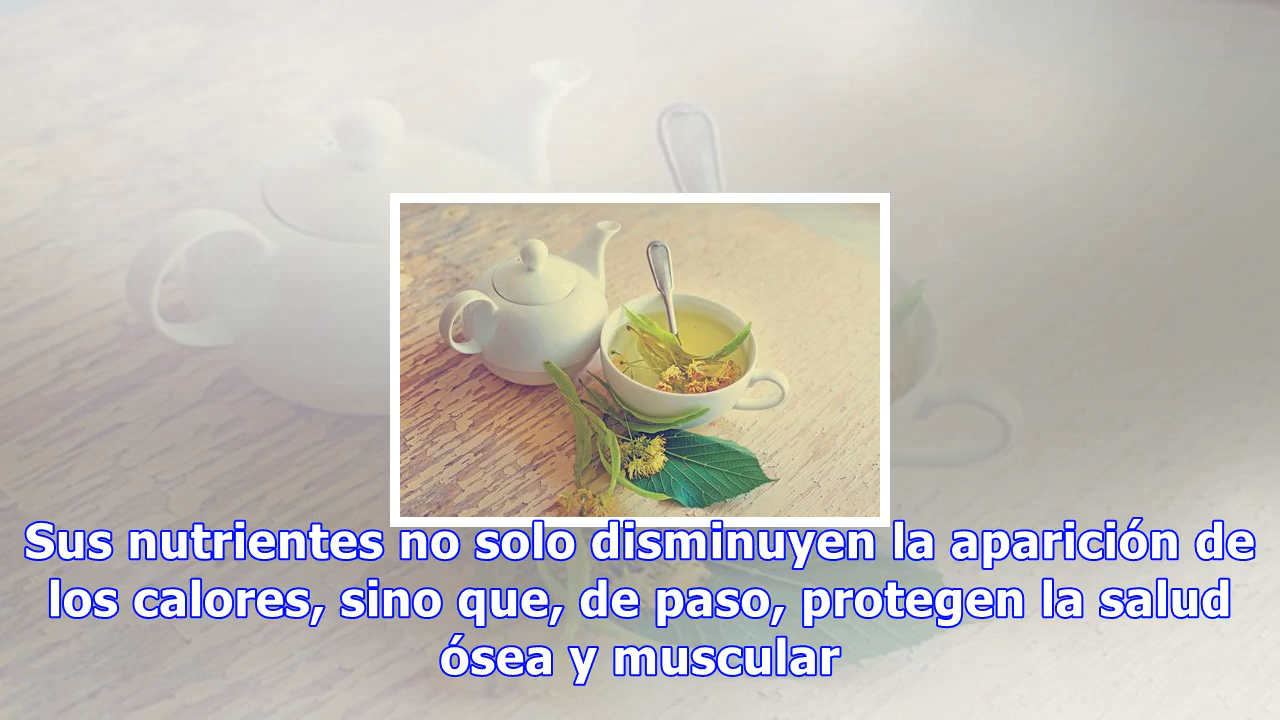 Sus nutrientes no solo disminuyen la aparición de
los calores, sino que, de paso, protegen la salud
ósea y muscular